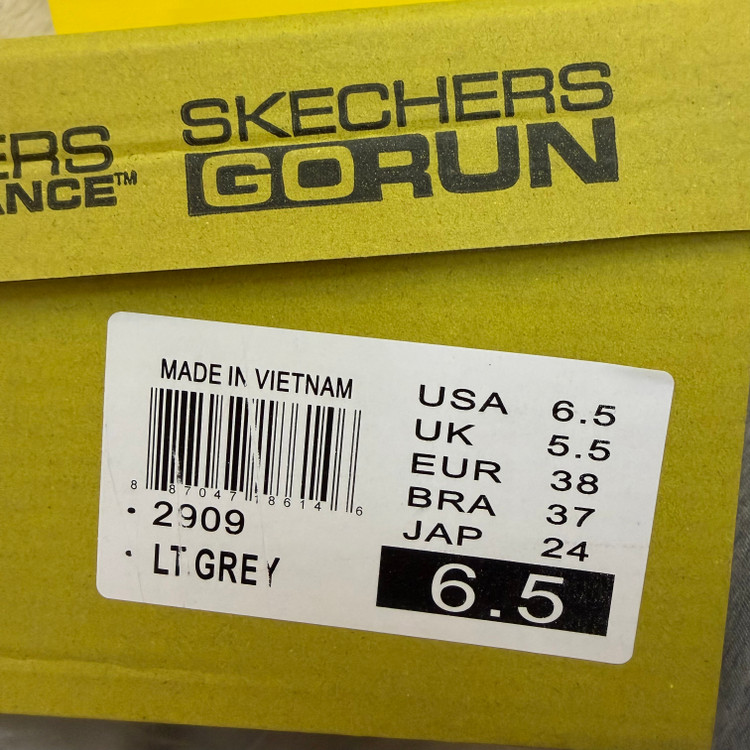 ERS
ANCE™
SKECHERS
GORUN
MADE IN VIETNAM
8 87047 18614 6
• 2909
• LT.GREY
USA 6.5
UK 5.5
EUR 38
BRA 37
JAP 24
6.5